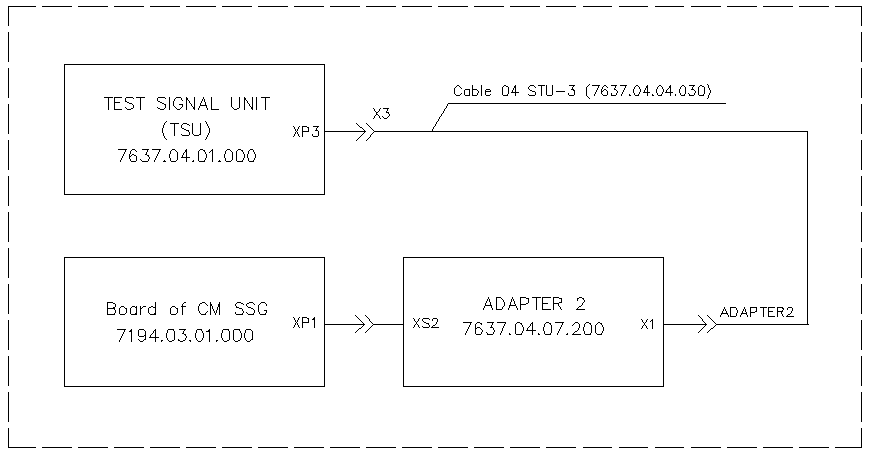 Cable 04 STU-3 (7637.04.04.030)
TEST SIGNAL UNIT
(TSU)
7637.04.01.000
XP3
X3
Board of CM SSG
7194.03.01.000
XP1
XS2
ADAPTER 2
7637.04.07.200
X1
ADAPTER2